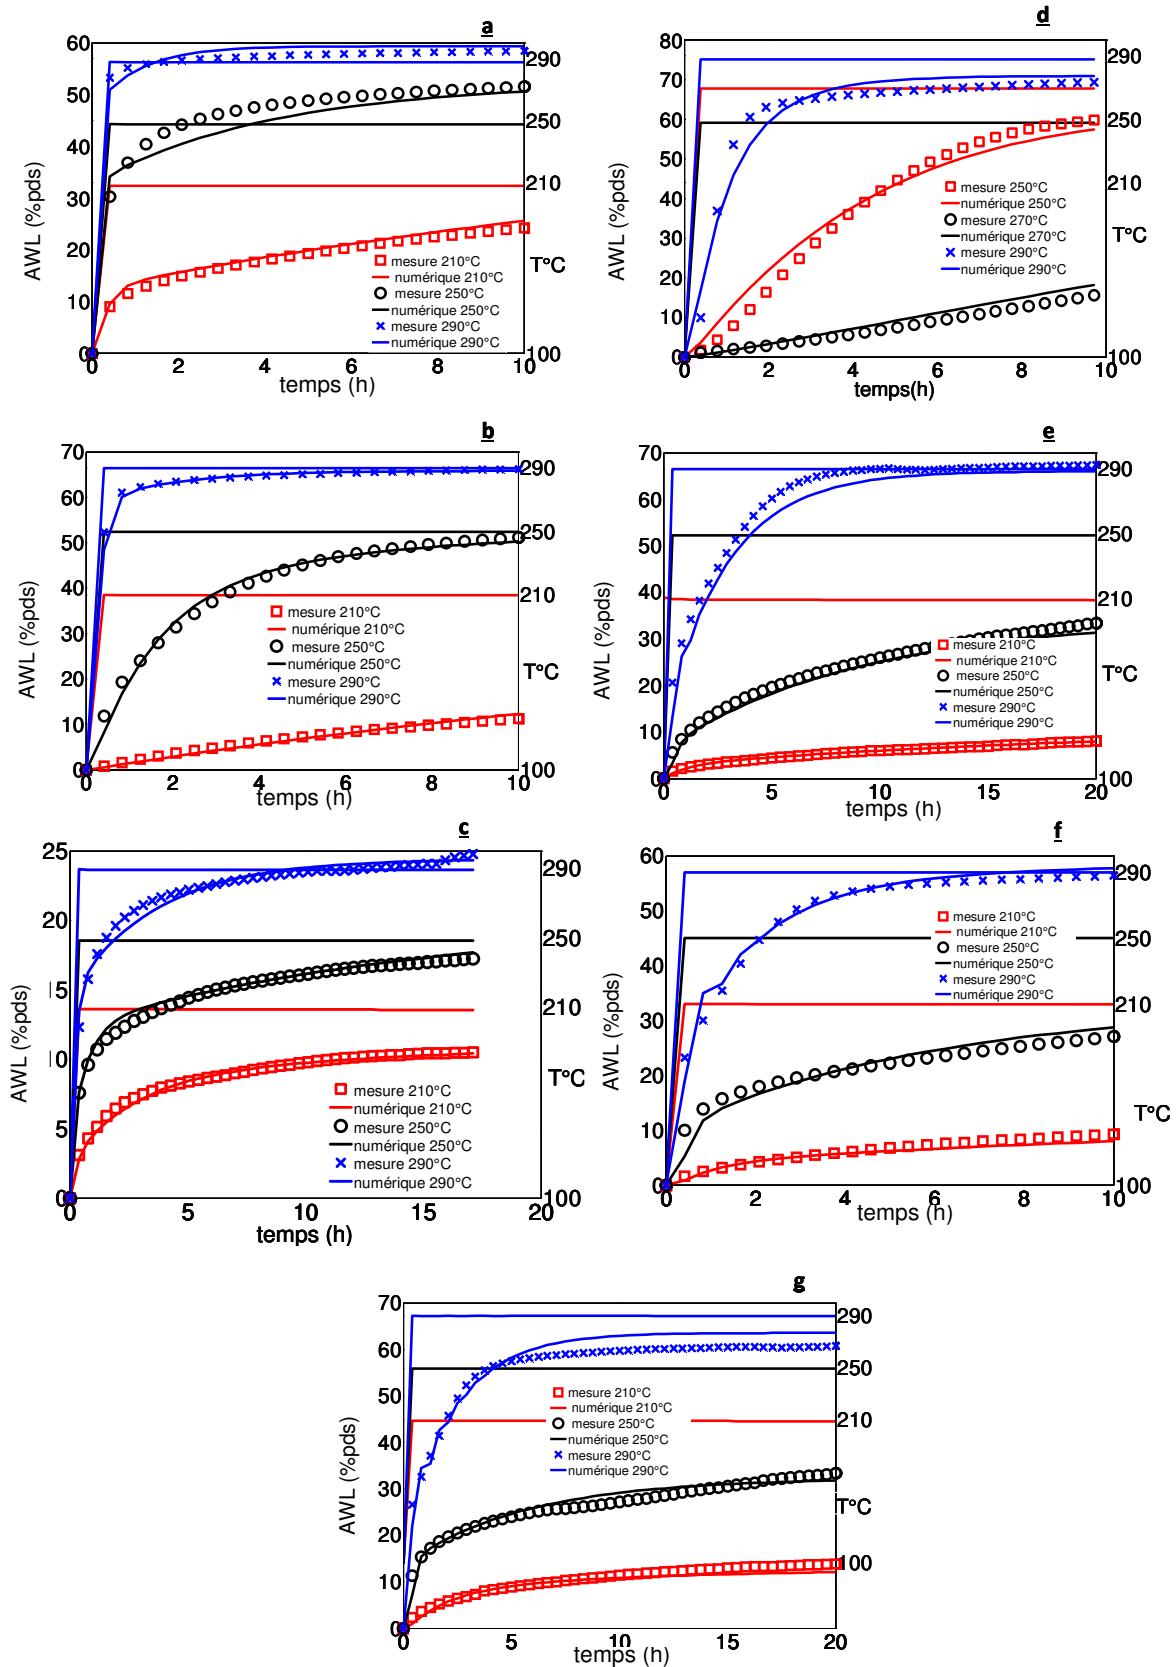 a
60
50
40
30
20
10
0
AWL (%pds)
290
250
210
T°C
100
mesure 210°C
numérique 210°C
mesure 250°C
numérique 250°C
mesure 290°C
numérique 290°C
0 2 4 6 8 10
temps (h)
d
80
70
60
50
40
30
20
10
0
AWL (%pds)
290
250
210
T°C
100
mesure 250°C
numérique 250°C
mesure 270°C
numérique 270°C
mesure 290°C
numérique 290°C
0 2 4 6 8 10
temps(h)
b
70
60
50
40
30
20
10
0
AWL (%pds)
290
250
210
100
mesure 210°C
numérique 210°C
mesure 250°C
numérique 250°C
mesure 290°C
numérique 290°C
0 2 4 6 8 10
temps (h)
e
70
60
50
40
30
20
10
0
AWL (%pds)
290
250
210
T°C
100
mesure 210°C
numérique 210°C
mesure 250°C
numérique 250°C
mesure 290°C
numérique 290°C
0 5 10 15 20
temps (h)
c
25
20
15
10
5
0
AWL (%pds)
290
250
210
T°C
100
mesure 210°C
numérique 210°C
mesure 250°C
numérique 250°C
mesure 290°C
numérique 290°C
0 5 10 15 20
temps (h)
f
60
50
40
30
20
10
0
AWL (%pds)
290
250
210
T°C
100
mesure 210°C
numérique 210°C
mesure 250°C
numérique 250°C
mesure 290°C
numérique 290°C
0 2 4 6 8 10
temps (h)
g
70
60
50
40
30
20
10
0
AWL (%pds)
290
250
210
T°C
100
mesure 210°C
numérique 210°C
mesure 250°C
numérique 250°C
mesure 290°C
numérique 290°C
0 5 10 15 20
temps (h)